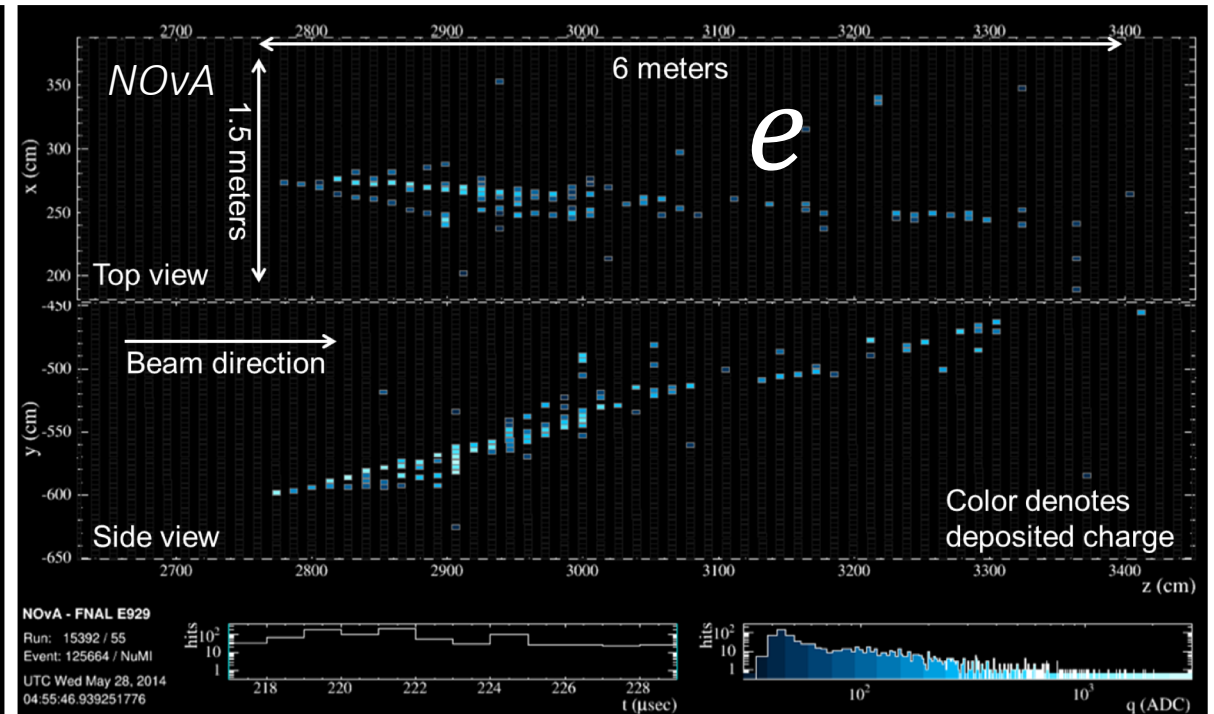 2700 2800 2900 3000 3100 3200 3300 3400
6 meters
NOvA
e
1.5 meters
x (cm)
350
300
250
200
Top view
-450
-500
-550
-600
-650
y (cm)
Beam direction
Side view
Color denotes
deposited charge
2700 2800 2900 3000 3100 3200 3300 3400
z (cm)
NOvA - FNAL E929
Run: 15392 / 55
Event: 125664 / NuMI
UTC Wed May 28, 2014
04:55:46.939251776
hits
10²
10
1
218 220 222 224 226 228
t (μsec)
hits
10²
10
1
10² 10³
q (ADC)